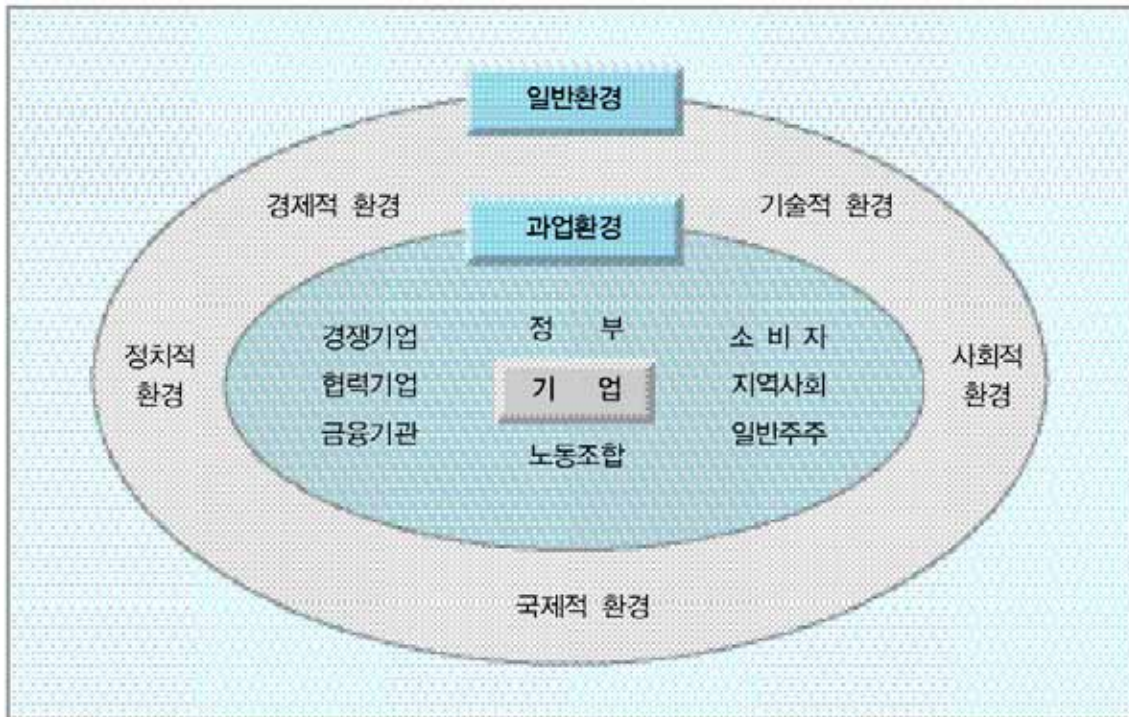 일반환경
경제적 환경
기술적 환경
과업환경
정치적
환경
경쟁기업
협력기업
금융기관
정 부
기 업
노동조합
소 비 자
지역사회
일반주주
사회적
환경
국제적 환경